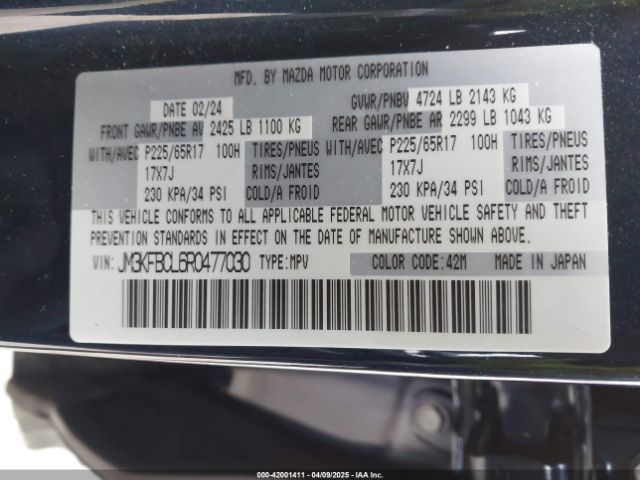 MFD. BY MAZDA MOTOR CORPORATION
DATE 02/24 GVWR/PNBV 4724 LB 2143 KG
FRONT GAWR/PNBE AV 2425 LB 1100 KG REAR GAWR/PNBE AR 2299 LB 1043 KG
WITH/AVEC P225/65R17 100H TIRES/PNEUS WITH/AVEC P225/65R17 100H TIRES/PNEUS
17X7J RIMS/JANTES 17X7J RIMS/JANTES
230 KPA/34 PSI COLD/A FROID 230 KPA/34 PSI COLD/A FROID
THIS VEHICLE CONFORMS TO ALL APPLICABLE FEDERAL MOTOR VEHICLE SAFETY AND THEFT
PREVENTION STANDARDS IN EFFECT ON THE DATE OF MANUFACTURE SHOWN ABOVE.
VIN: JM3KFBCL6R0477030 TYPE:MPV COLOR CODE:42M MADE IN JAPAN
000-42001411 - 04/09/2025 - IAAI.com